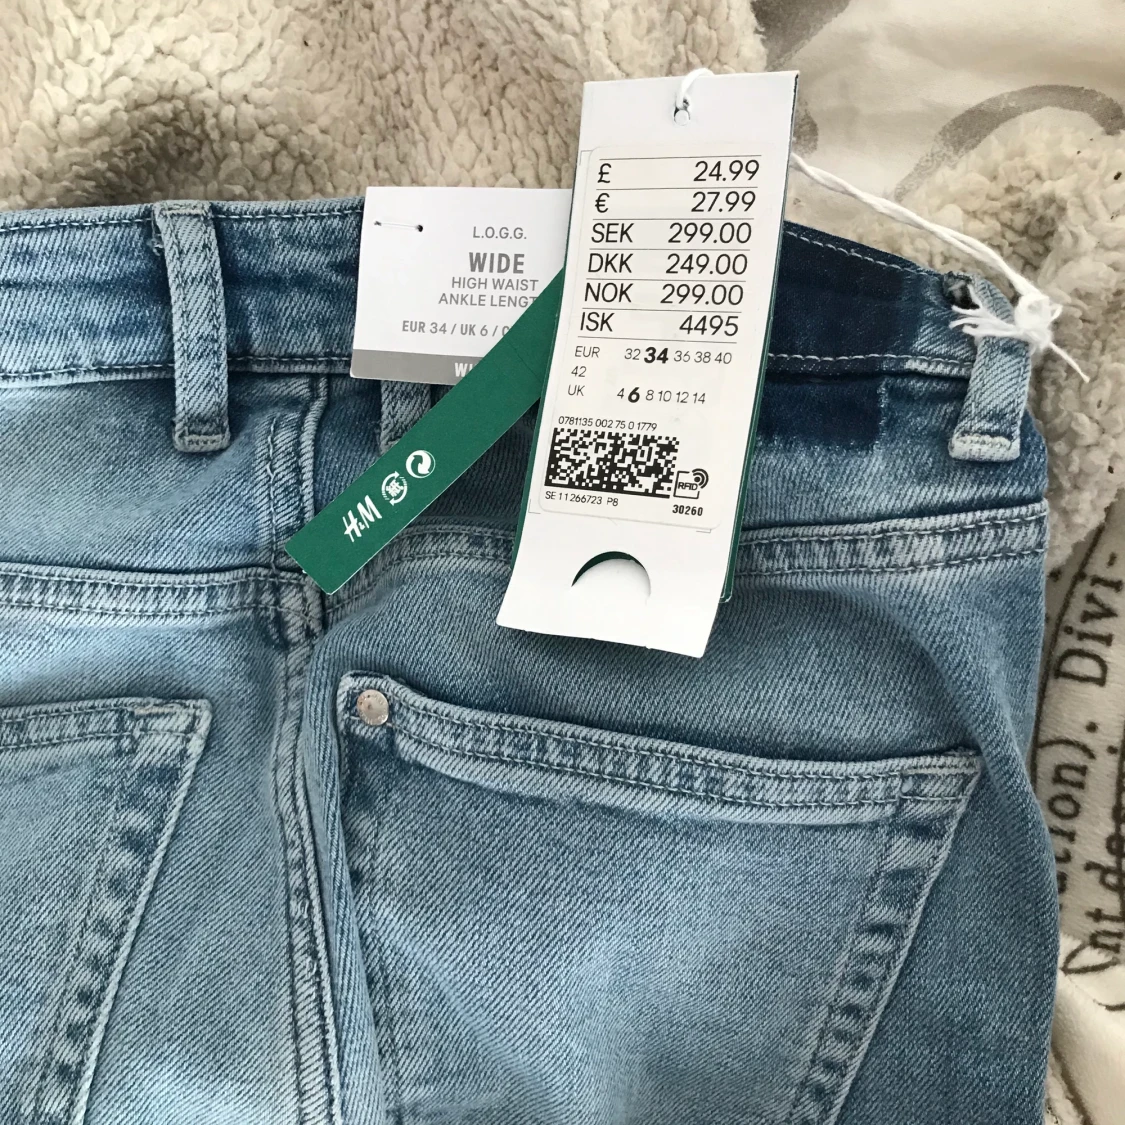 L.O.G.G.
WIDE
HIGH WAIST
ANKLE
EUR 34 / UK 6 /
£ 24.99
€ 27.99
SEK 299.00
DKK 249.00
NOK 299.00
ISK 4495
EUR 32 34 36 38 40
42
UK 4 6 8 10 12 14
0781135 002 75 0 1779
RFID
SE 11 266723 P8
30260
H&M
Divi-